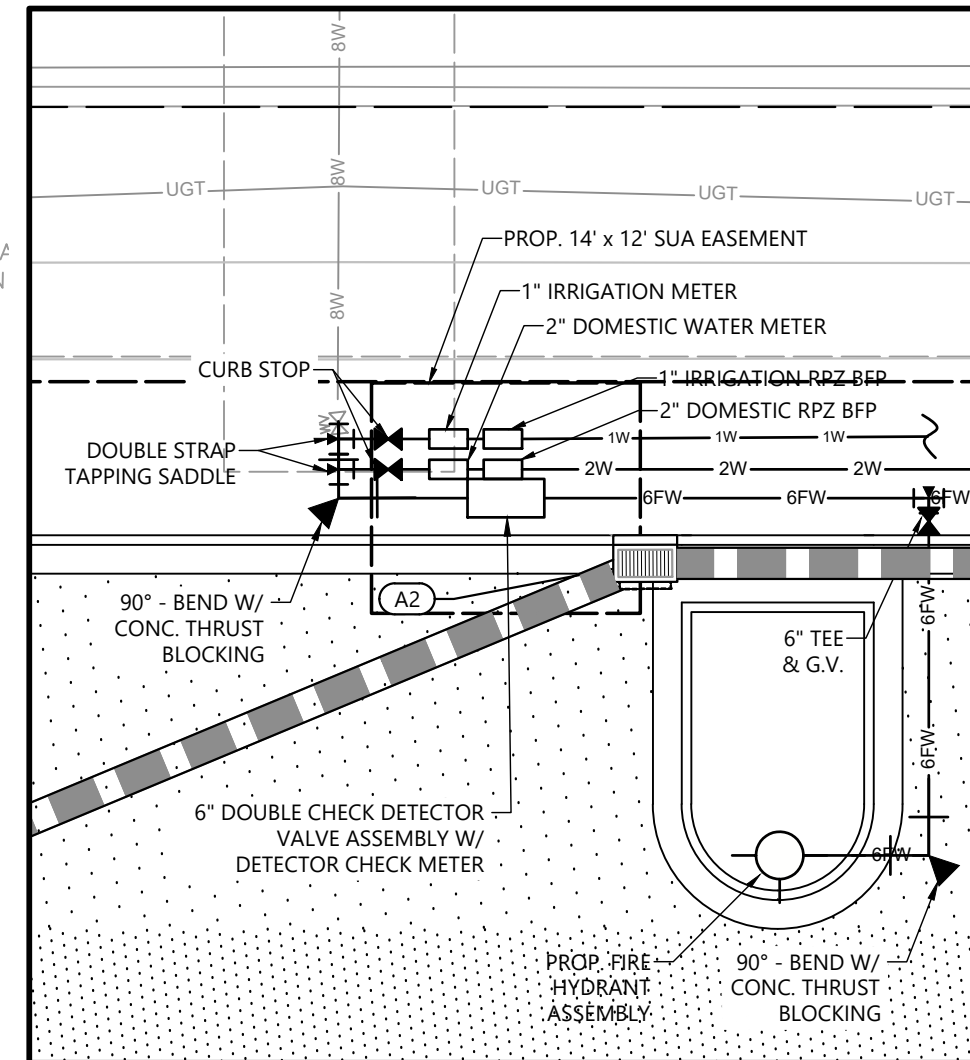 8W
8W
UGT
UGT
UGT
UGT
8W
PROP. 14' x 12' SUA EASEMENT
1" IRRIGATION METER
2" DOMESTIC WATER METER
CURB STOP
1" IRRIGATION RPZ BFP
2" DOMESTIC RPZ BFP
DOUBLE STRAP
TAPPING SADDLE
1W
1W
1W
2W
2W
2W
6FW
6FW
6FW
90° - BEND W/
CONC. THRUST
BLOCKING
A2
6FW
6" TEE
& G.V.
6FW
6" DOUBLE CHECK DETECTOR
VALVE ASSEMBLY W/
DETECTOR CHECK METER
6FW
PROP. FIRE
HYDRANT
ASSEMBLY
90° - BEND W/
CONC. THRUST
BLOCKING